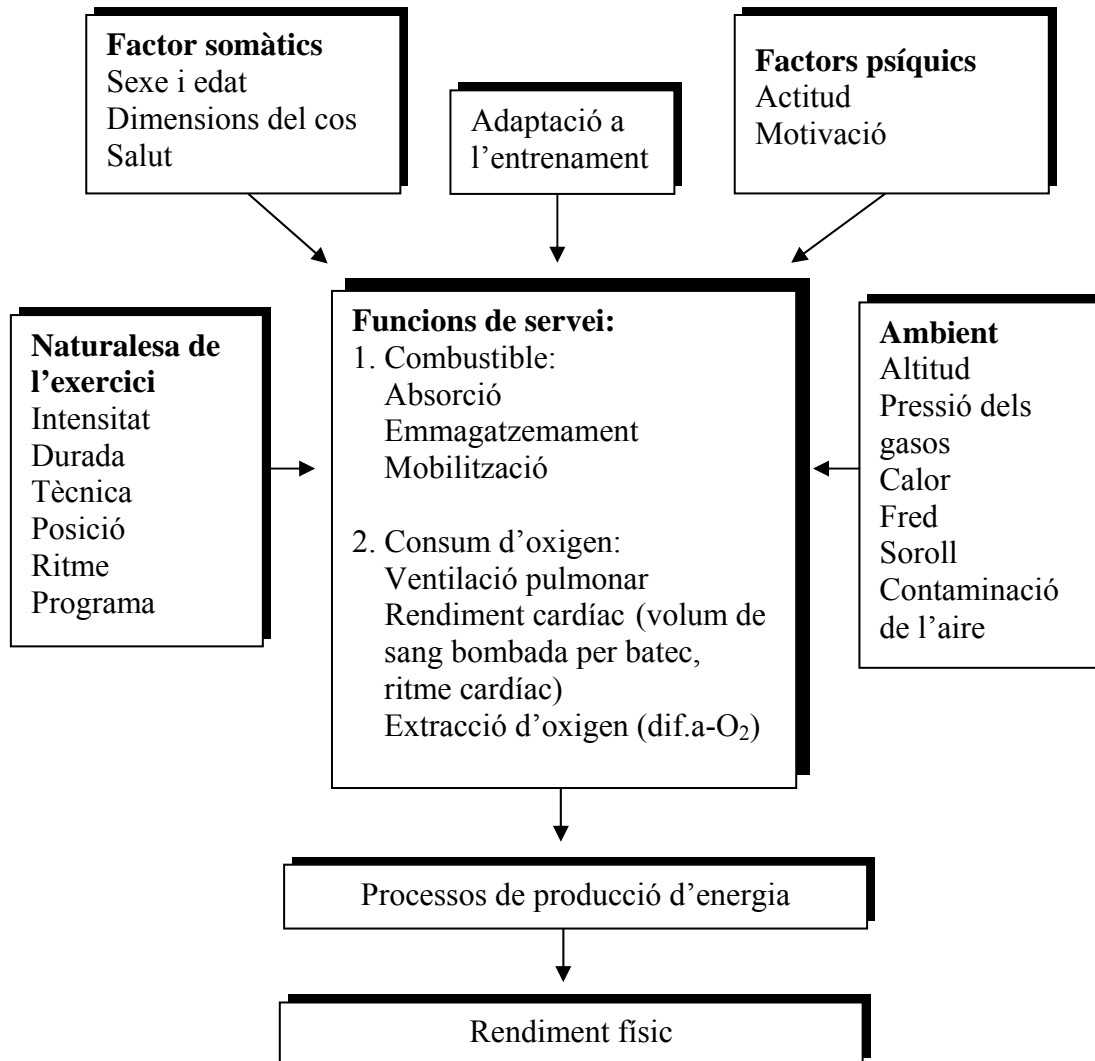 Factor somàtics
Sexe i edat
Dimensions del cos
Salut
Adaptació a
l’entrenament
Factors psíquics
Actitud
Motivació
Naturalesa de
l’exercici
Intensitat
Durada
Tècnica
Posició
Ritme
Programa
Funcions de servei:
1. Combustible:
Absorció
Emmagatzemament
Mobilització
2. Consum d’oxigen:
Ventilació pulmonar
Rendiment cardíac (volum de
sang bombada per batec,
ritme cardíac)
Extracció d’oxigen (dif.a-O₂)
Ambient
Altitud
Pressió dels
gasos
Calor
Fred
Soroll
Contaminació
de l’aire
Processos de producció d’energia
Rendiment físic